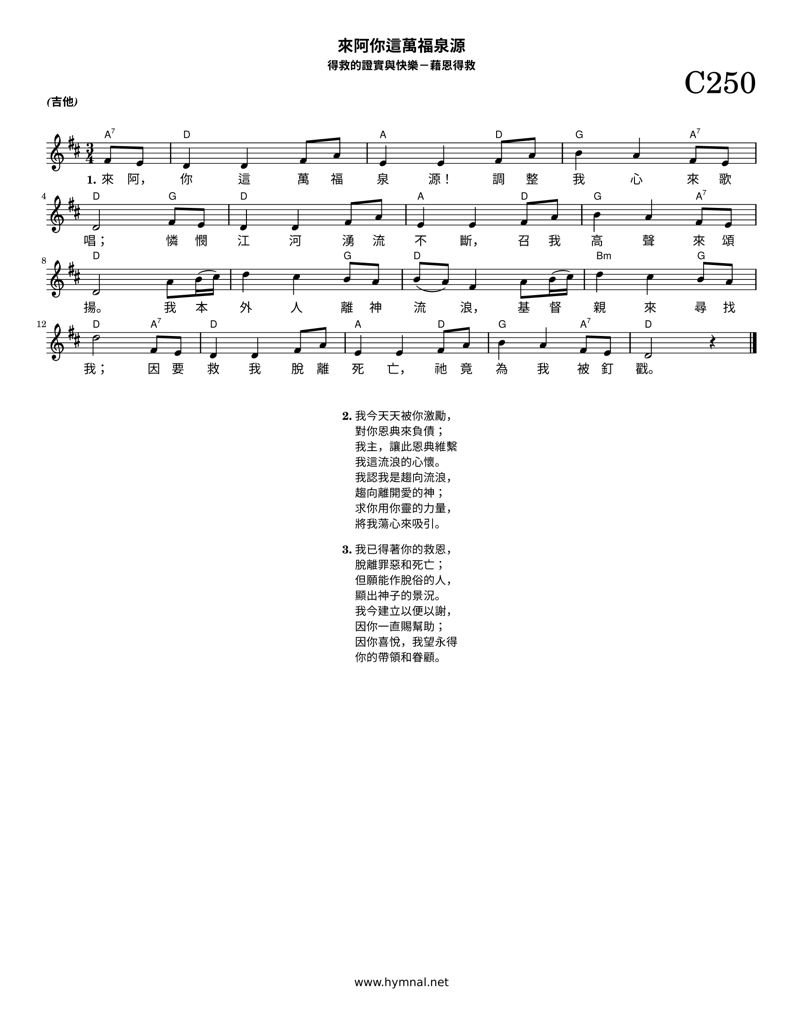 來阿你這萬福泉源
得救的證實與快樂－藉恩得救
C250
(吉他)
A7 D A D G A7
3 4
1. 來 阿， 你 這 萬 福 泉 源！ 調 整 我 心 來 歌
4 D G D A D G A7
唱； 憐 憫 江 河 湧 流 不 斷， 召 我 高 聲 來 頌
8 D G D Bm G
揚。 我 本 外 人 離 神 流 浪， 基 督 親 來 尋 找
12 D A7 D A D G A7 D
我； 因 要 救 我 脫 離 死 亡， 祂 竟 為 我 被 釘 戳。
2. 我今天天被你激勵，
對你恩典來負債；
我主，讓此恩典維繫
我這流浪的心懷。
我認我是趨向流浪，
趨向離開愛的神；
求你用你靈的力量，
將我蕩心來吸引。
3. 我已得著你的救恩，
脫離罪惡和死亡；
但願能作脫俗的人，
顯出神子的景況。
我今建立以便以謝，
因你一直賜幫助；
因你喜悅，我望永得
你的帶領和眷顧。
www.hymnal.net